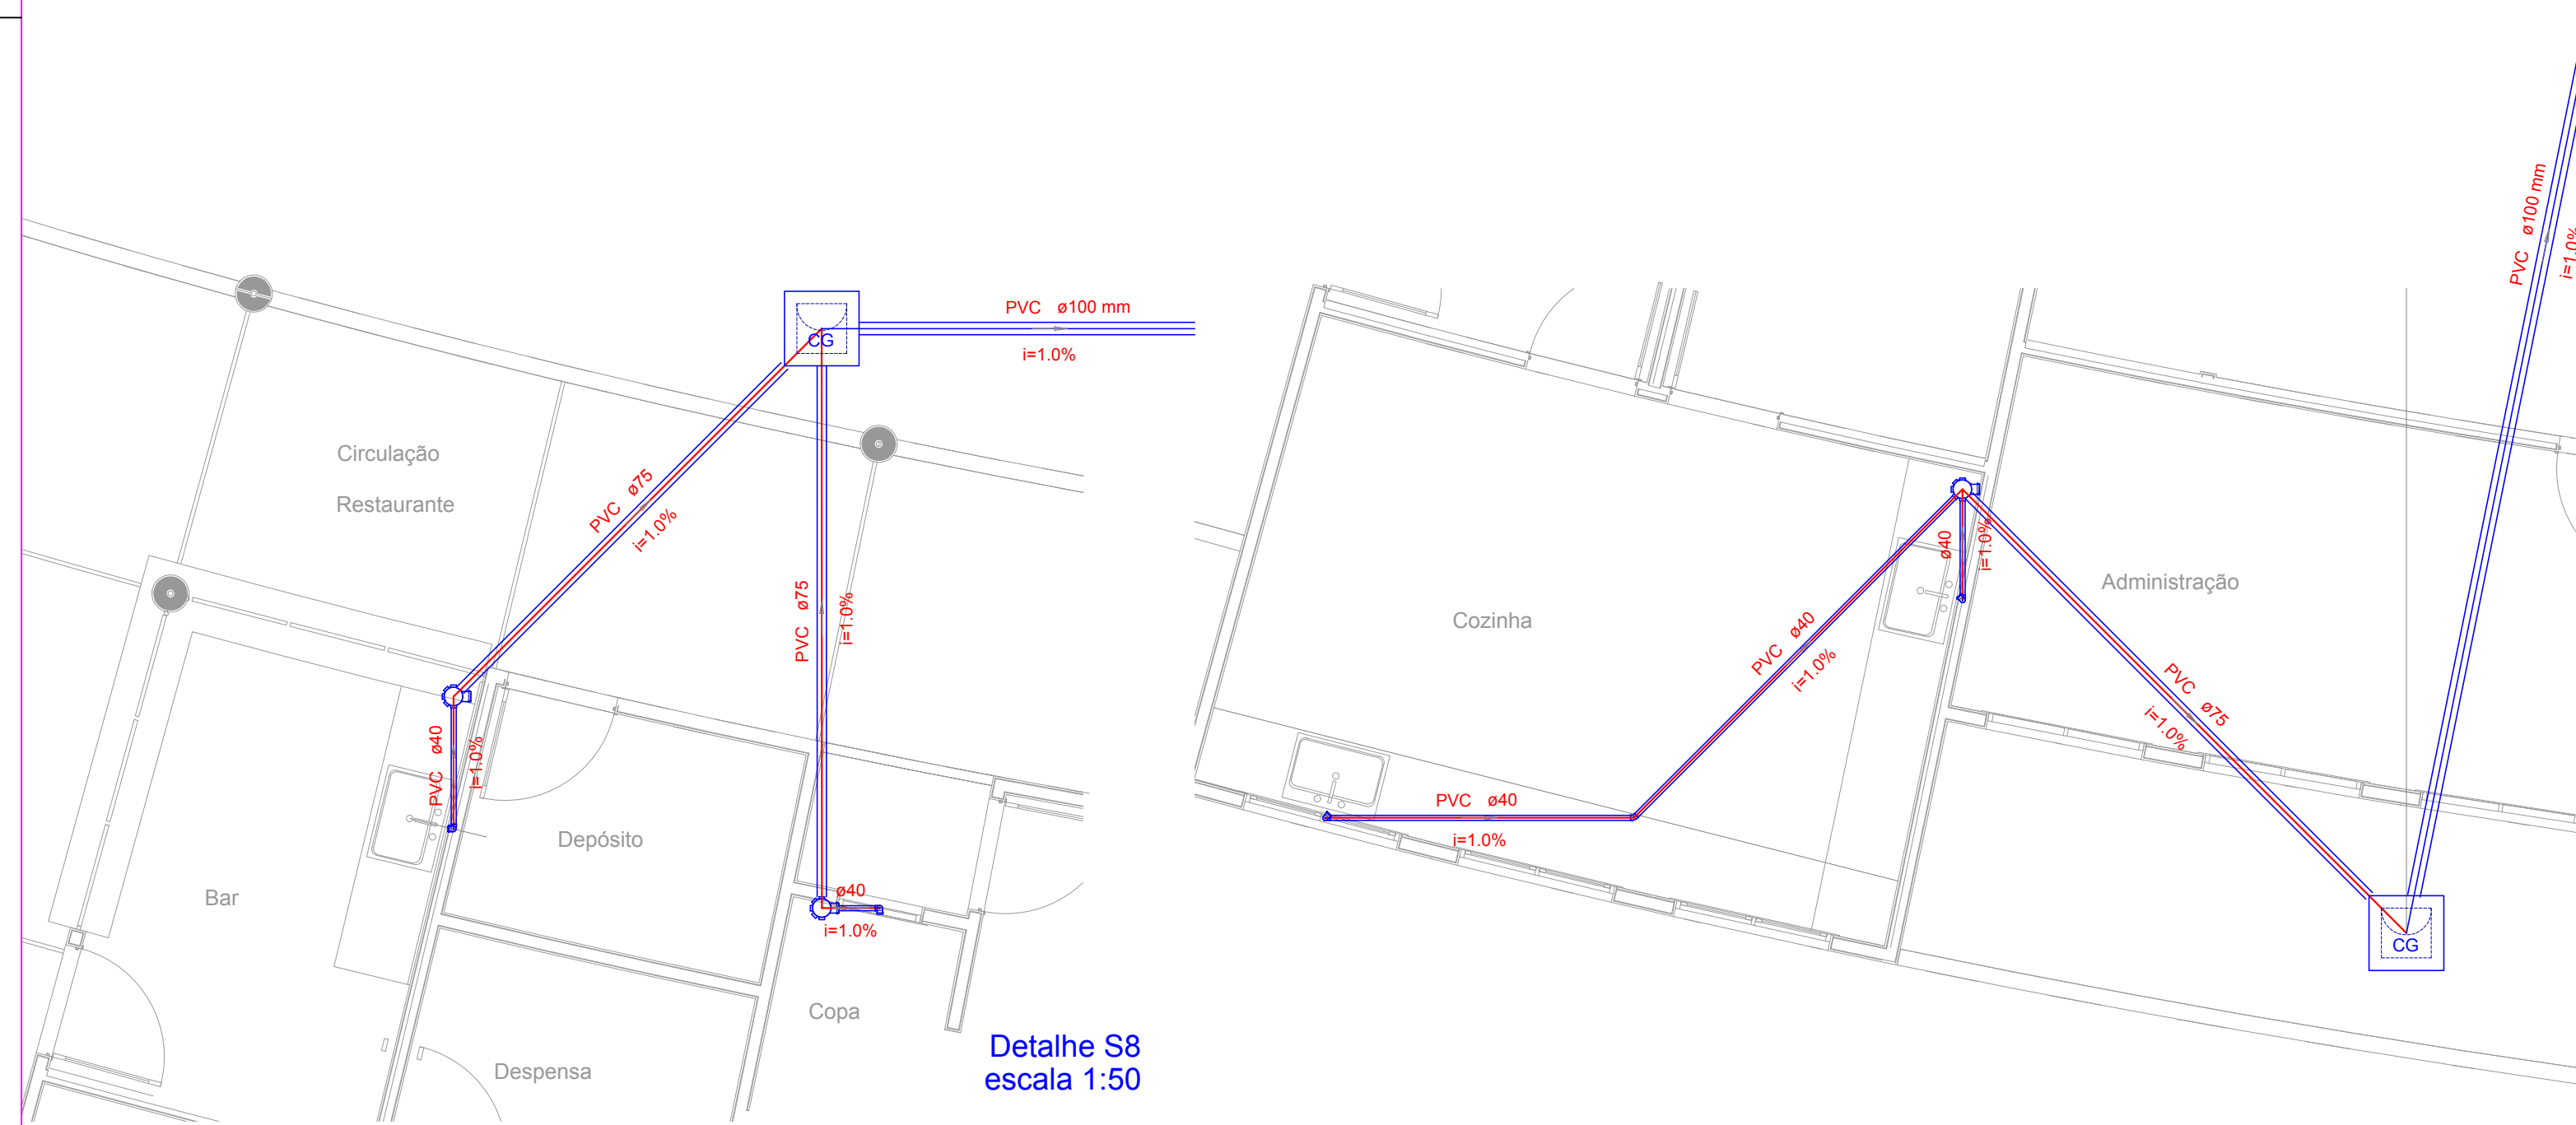 PVC ø100 mm
i=1.0%
CG
Circulação
Restaurante
PVC ø75
i=1.0%
PVC ø75
i=1.0%
PVC ø40
i=1.0%
ø40
i=1.0%
Depósito
Bar
Copa
Despensa
Detalhe S8
escala 1:50
PVC ø100 mm
i=1.0%
Cozinha
Administração
ø40
i=1.0%
PVC ø40
i=1.0%
PVC ø40
i=1.0%
PVC ø75
i=1.0%
CG